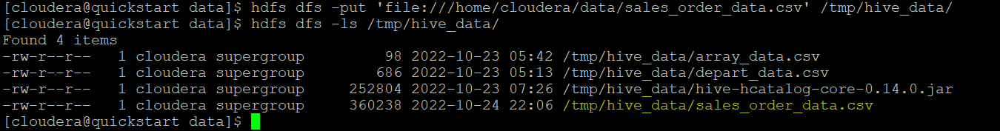 [cloudera@quickstart data]$ hdfs dfs -put 'file:///home/cloudera/data/sales_order_data.csv' /tmp/hive_data/
[cloudera@quickstart data]$ hdfs dfs -ls /tmp/hive_data/
Found 4 items
-rw-r--r--   1 cloudera supergroup         98 2022-10-23 05:42 /tmp/hive_data/array_data.csv
-rw-r--r--   1 cloudera supergroup        686 2022-10-23 05:13 /tmp/hive_data/depart_data.csv
-rw-r--r--   1 cloudera supergroup     252804 2022-10-23 07:26 /tmp/hive_data/hive-hcatalog-core-0.14.0.jar
-rw-r--r--   1 cloudera supergroup     360238 2022-10-24 22:06 /tmp/hive_data/sales_order_data.csv
[cloudera@quickstart data]$